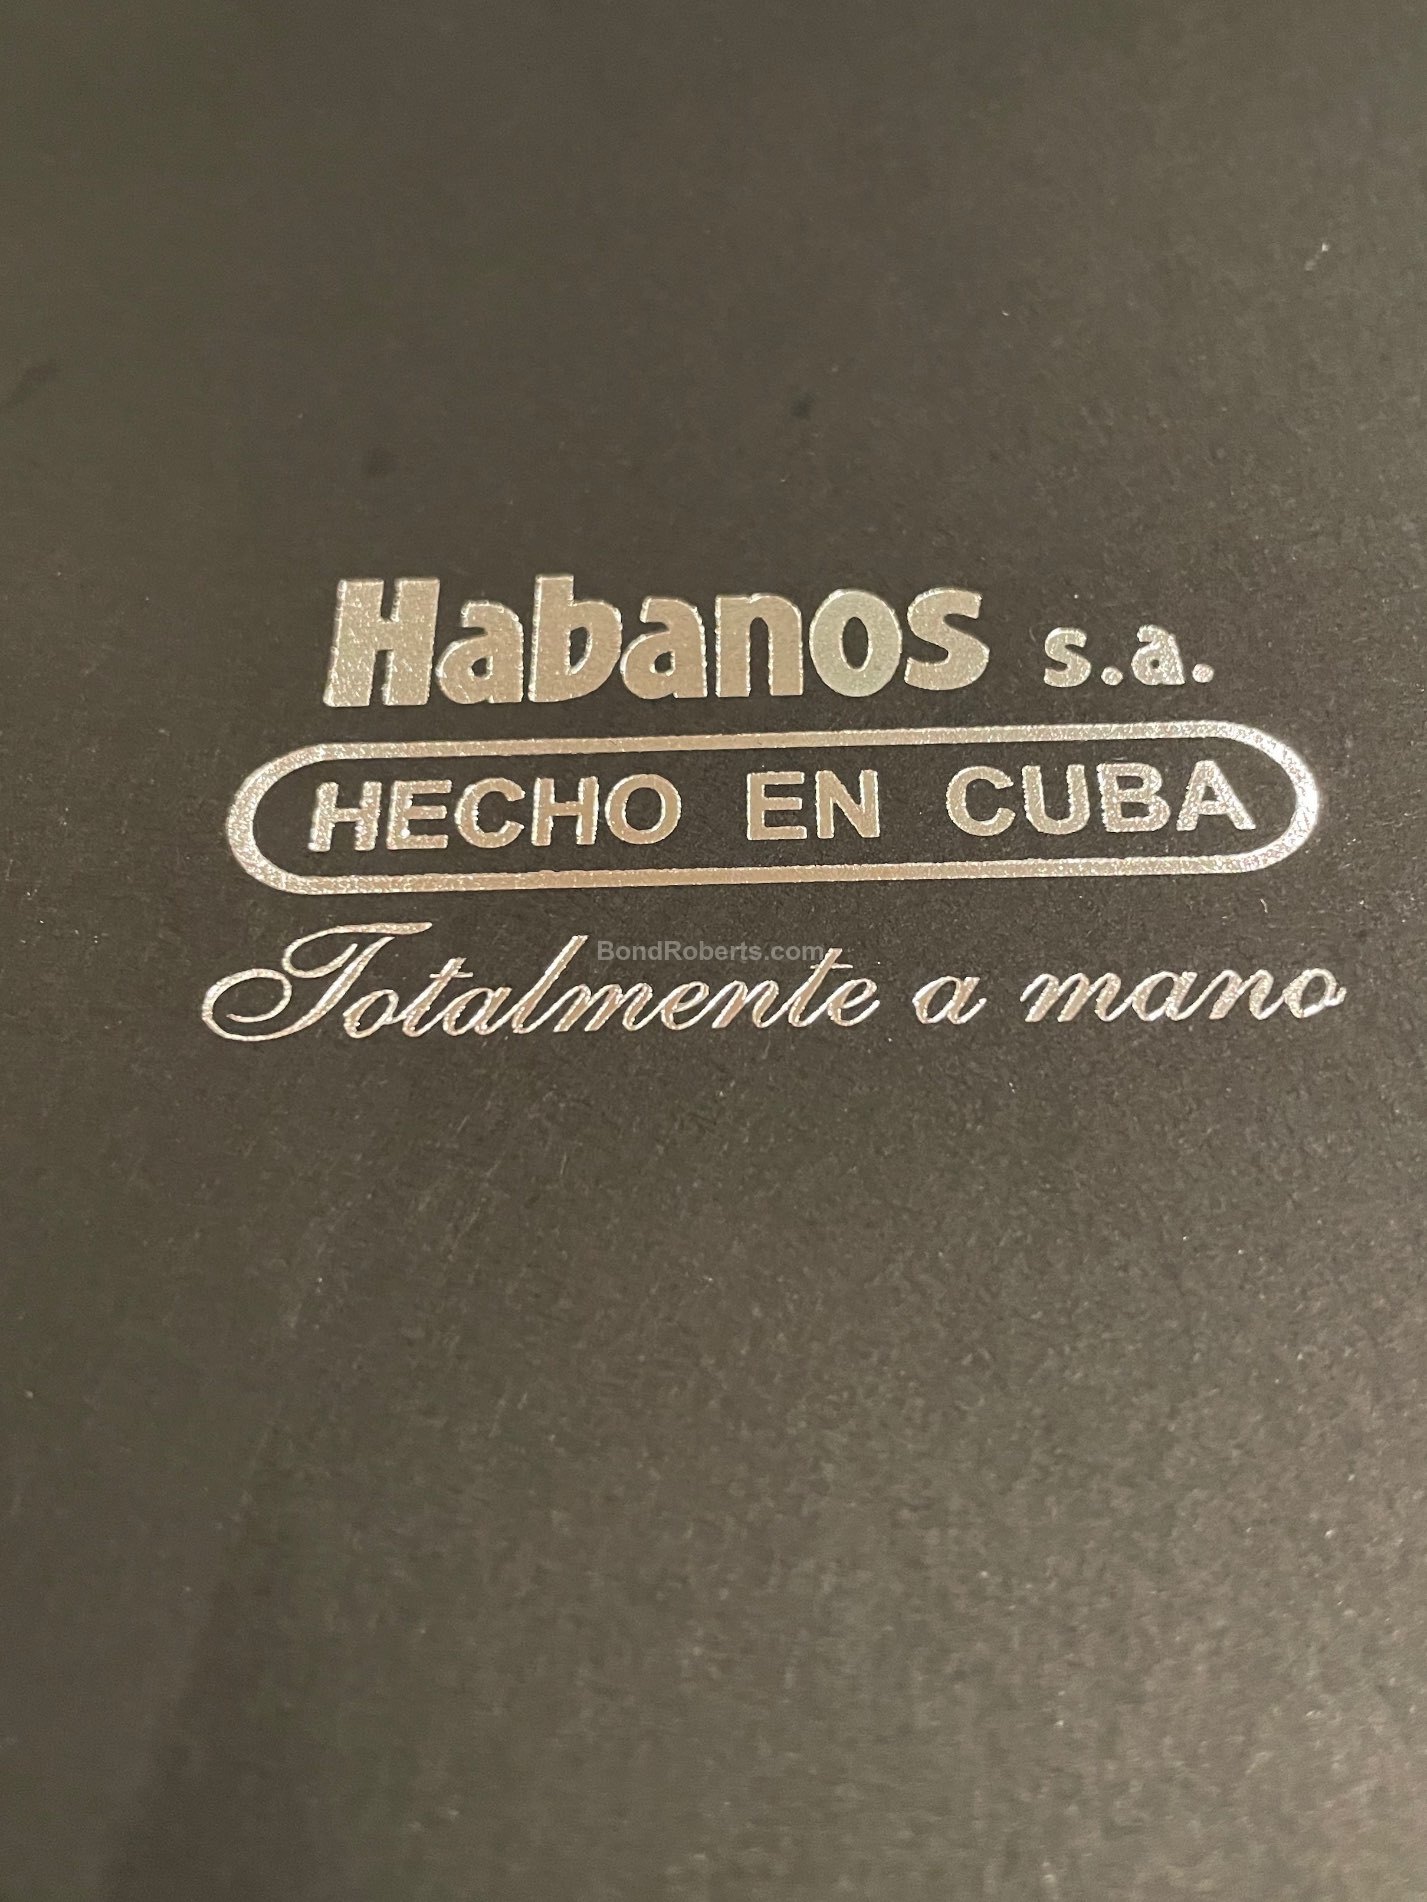 Habanos s.a.
HECHO EN CUBA
BondRoberts.com
Totalmente a mano